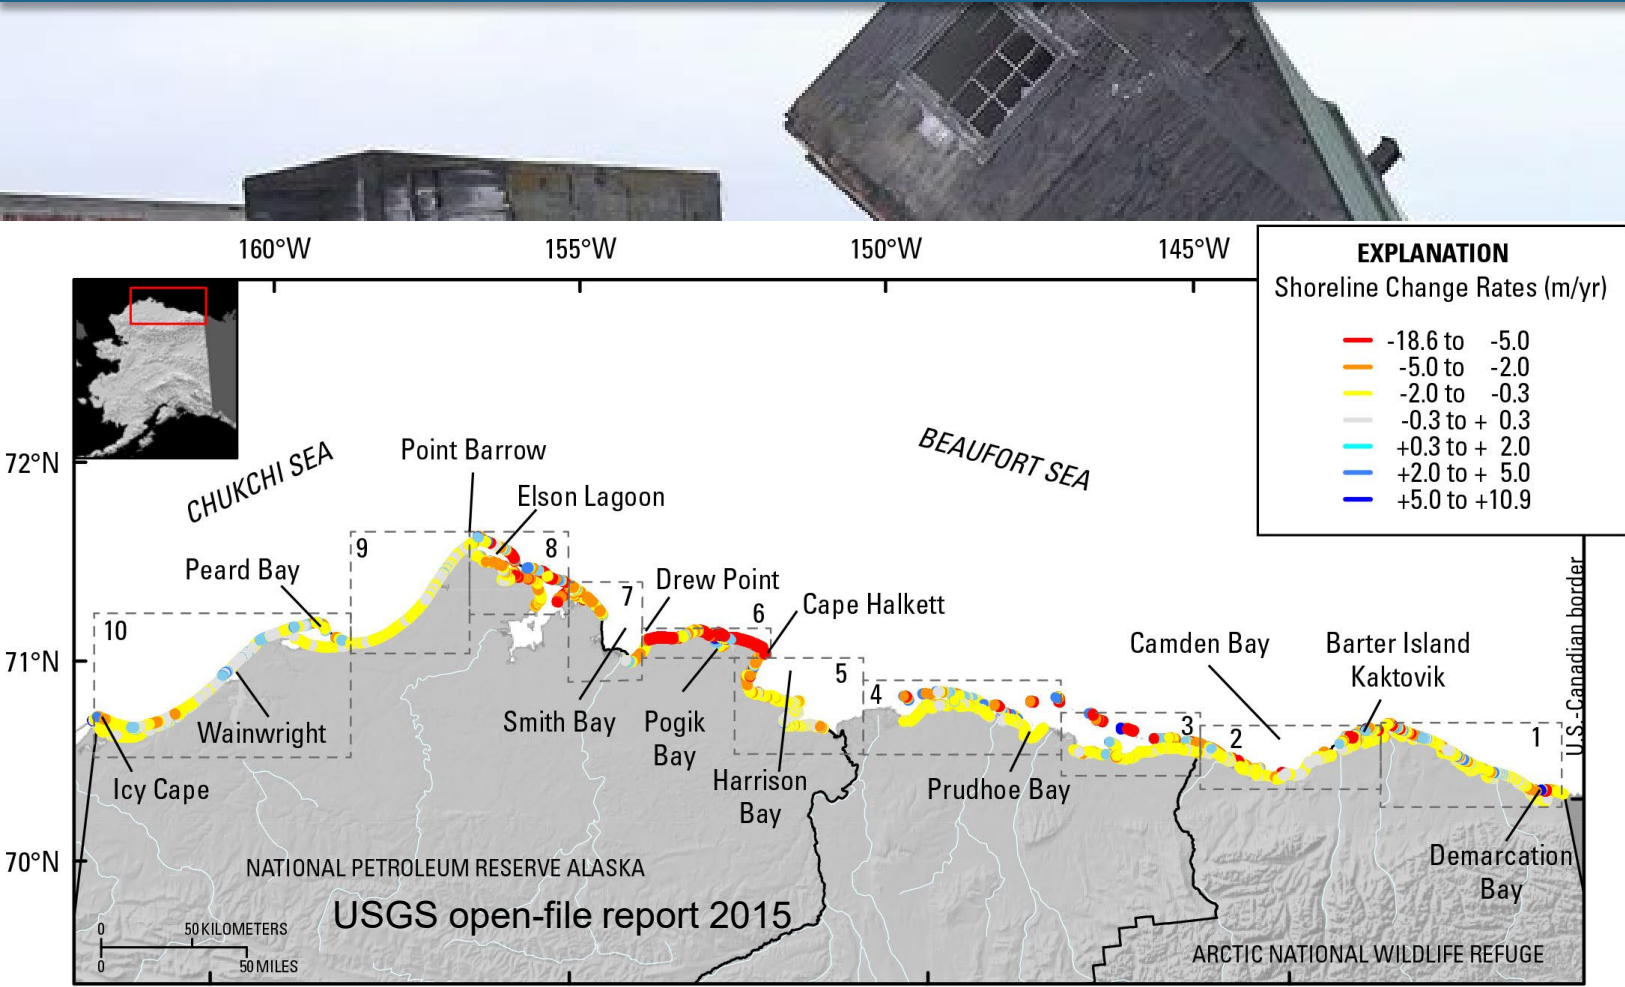 160°W 155°W 150°W 145°W
EXPLANATION
Shoreline Change Rates (m/yr)
-18.6 to -5.0
-5.0 to -2.0
-2.0 to -0.3
-0.3 to + 0.3
+0.3 to + 2.0
+2.0 to + 5.0
+5.0 to +10.9
72°N
71°N
70°N
CHUKCHI SEA
BEAUFORT SEA
Point Barrow
Elson Lagoon
Peard Bay
9
8
7
Drew Point
6
Cape Halkett
10
5
4
3
2
1
Camden Bay
Barter Island
Kaktovik
U.S.-Canadian border
Wainwright
Icy Cape
Smith Bay
Pogik
Bay
Harrison
Bay
Prudhoe Bay
Demarcation
Bay
NATIONAL PETROLEUM RESERVE ALASKA
USGS open-file report 2015
ARCTIC NATIONAL WILDLIFE REFUGE
0 50 KILOMETERS
0 50 MILES